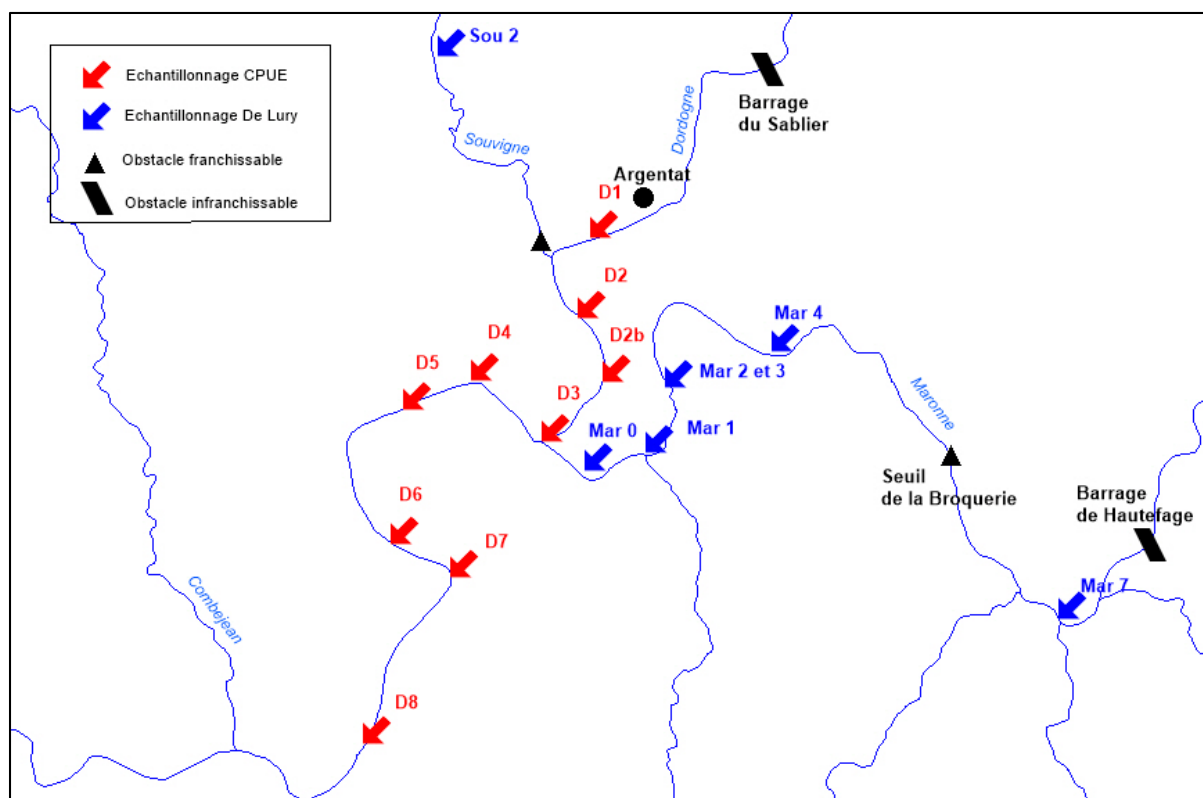 Echantillonnage CPUE
Echantillonnage De Lury
Obstacle franchissable
Obstacle infranchissable
Sou 2
Barrage
du Sablier
Dordogne
Souvigne
Argentat
D1
D2
D2b
Mar 4
D4
Mar 2 et 3
D5
D3
Mar 0
Mar 1
Maronne
Seuil
de la Broquerie
Barrage
de Hautefage
D6
D7
Mar 7
Combejean
D8